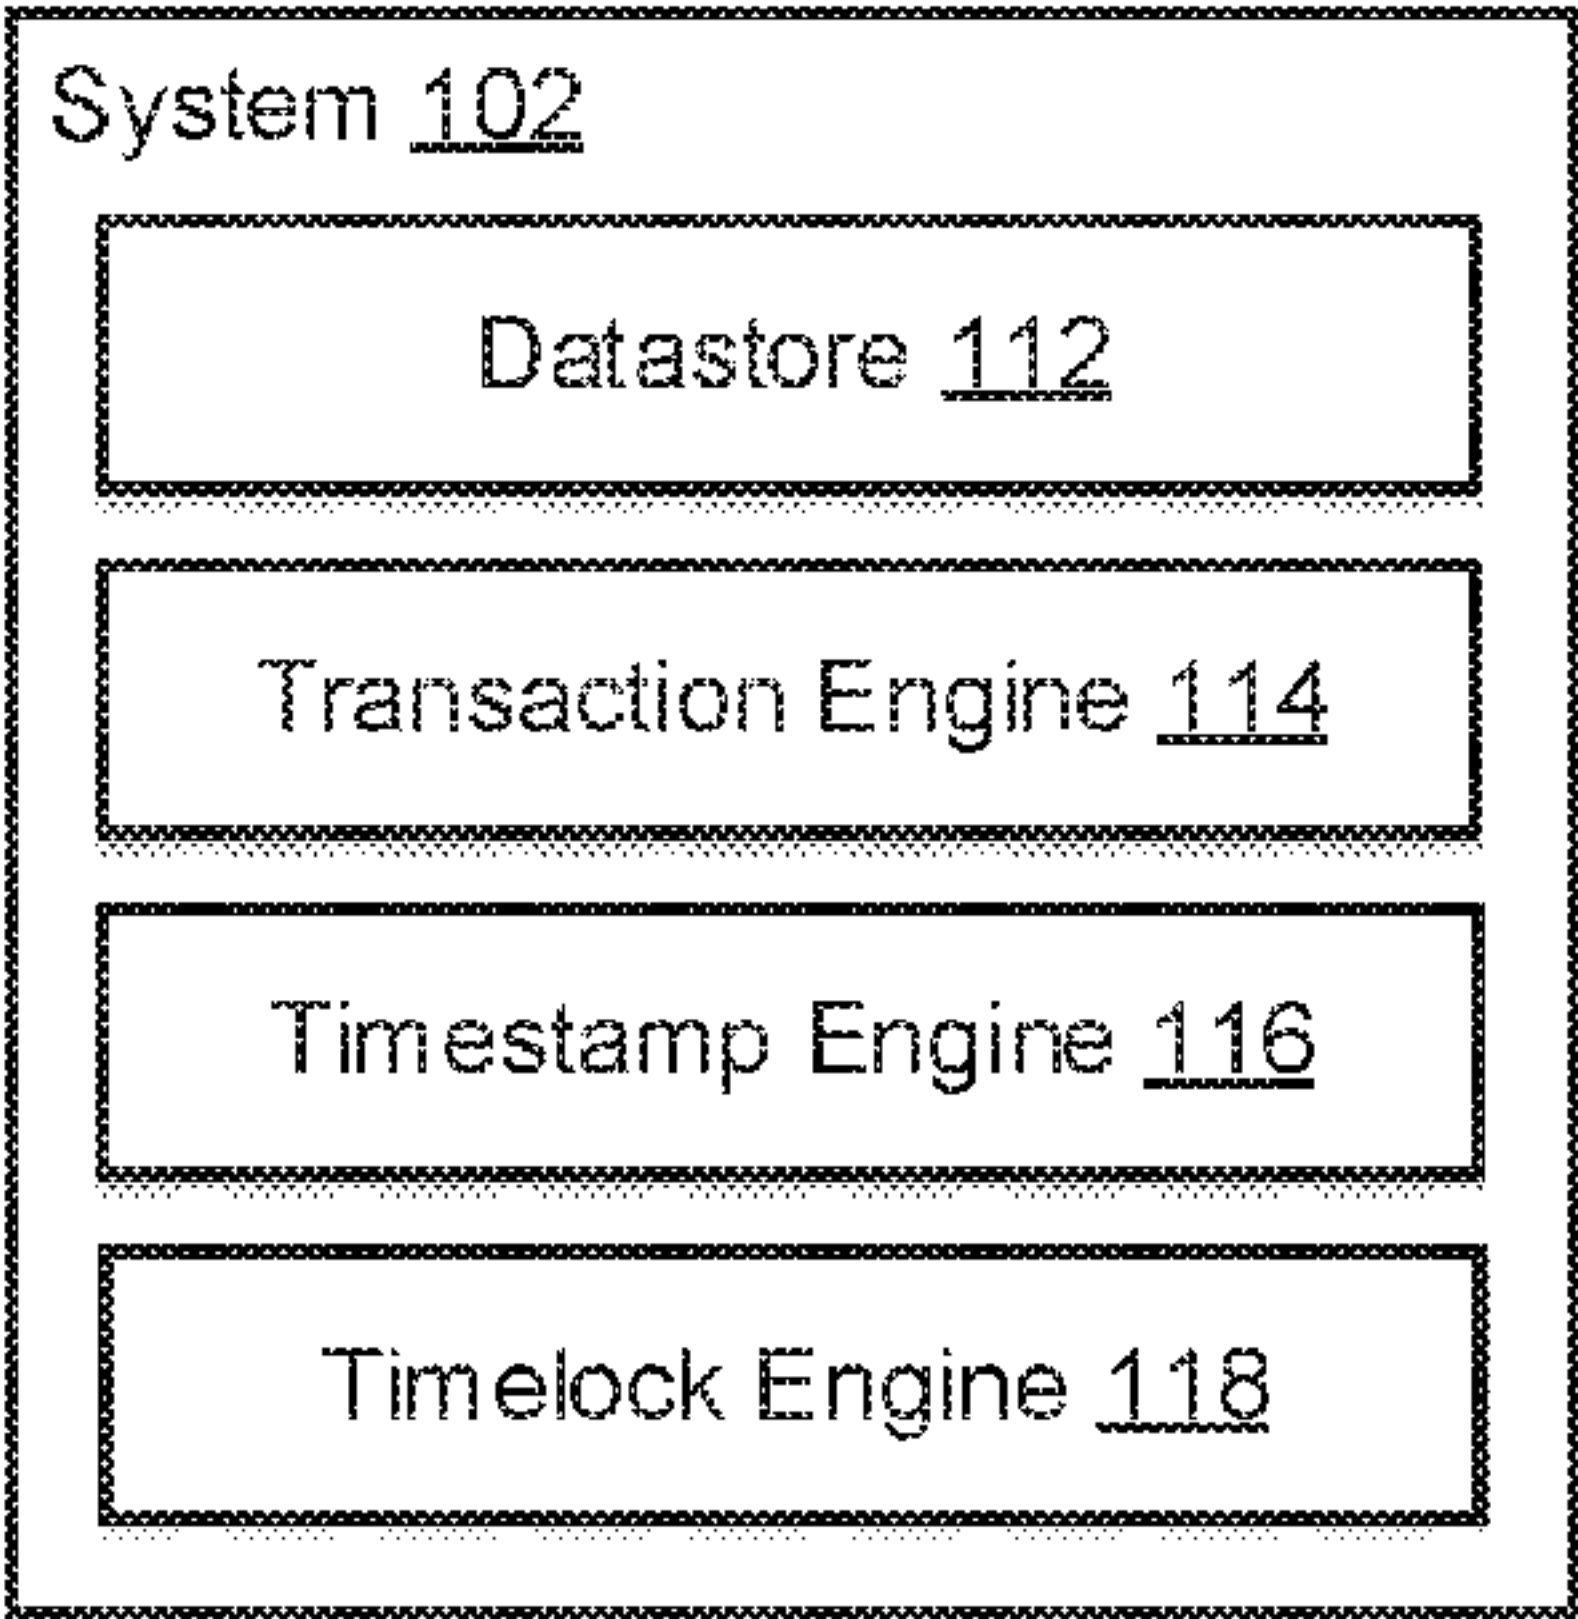 System 102
Datastore 112
Transaction Engine 114
Timestamp Engine 116
Timelock Engine 118